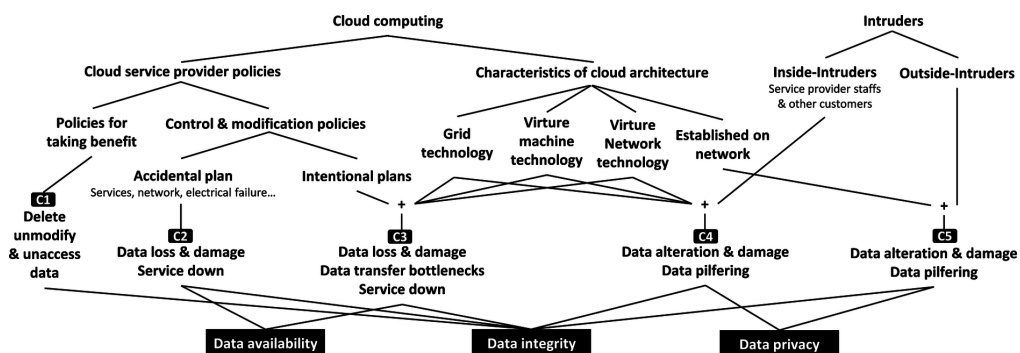 Cloud computing
Intruders
Cloud service provider policies
Characteristics of cloud architecture
Inside-Intruders
Service provider staffs
& other customers
Outside-Intruders
Policies for
taking benefit
Control & modification policies
Grid
technology
Virture
machine
technology
Virture
Network
technology
Established on
network
Accidental plan
Services, network, electrical failure...
Intentional plans
+
+
+
C1
Delete
unmodify
& unaccess
data
C2
Data loss & damage
Service down
C3
Data loss & damage
Data transfer bottlenecks
Service down
C4
Data alteration & damage
Data pilfering
C5
Data alteration & damage
Data pilfering
Data availability
Data integrity
Data privacy